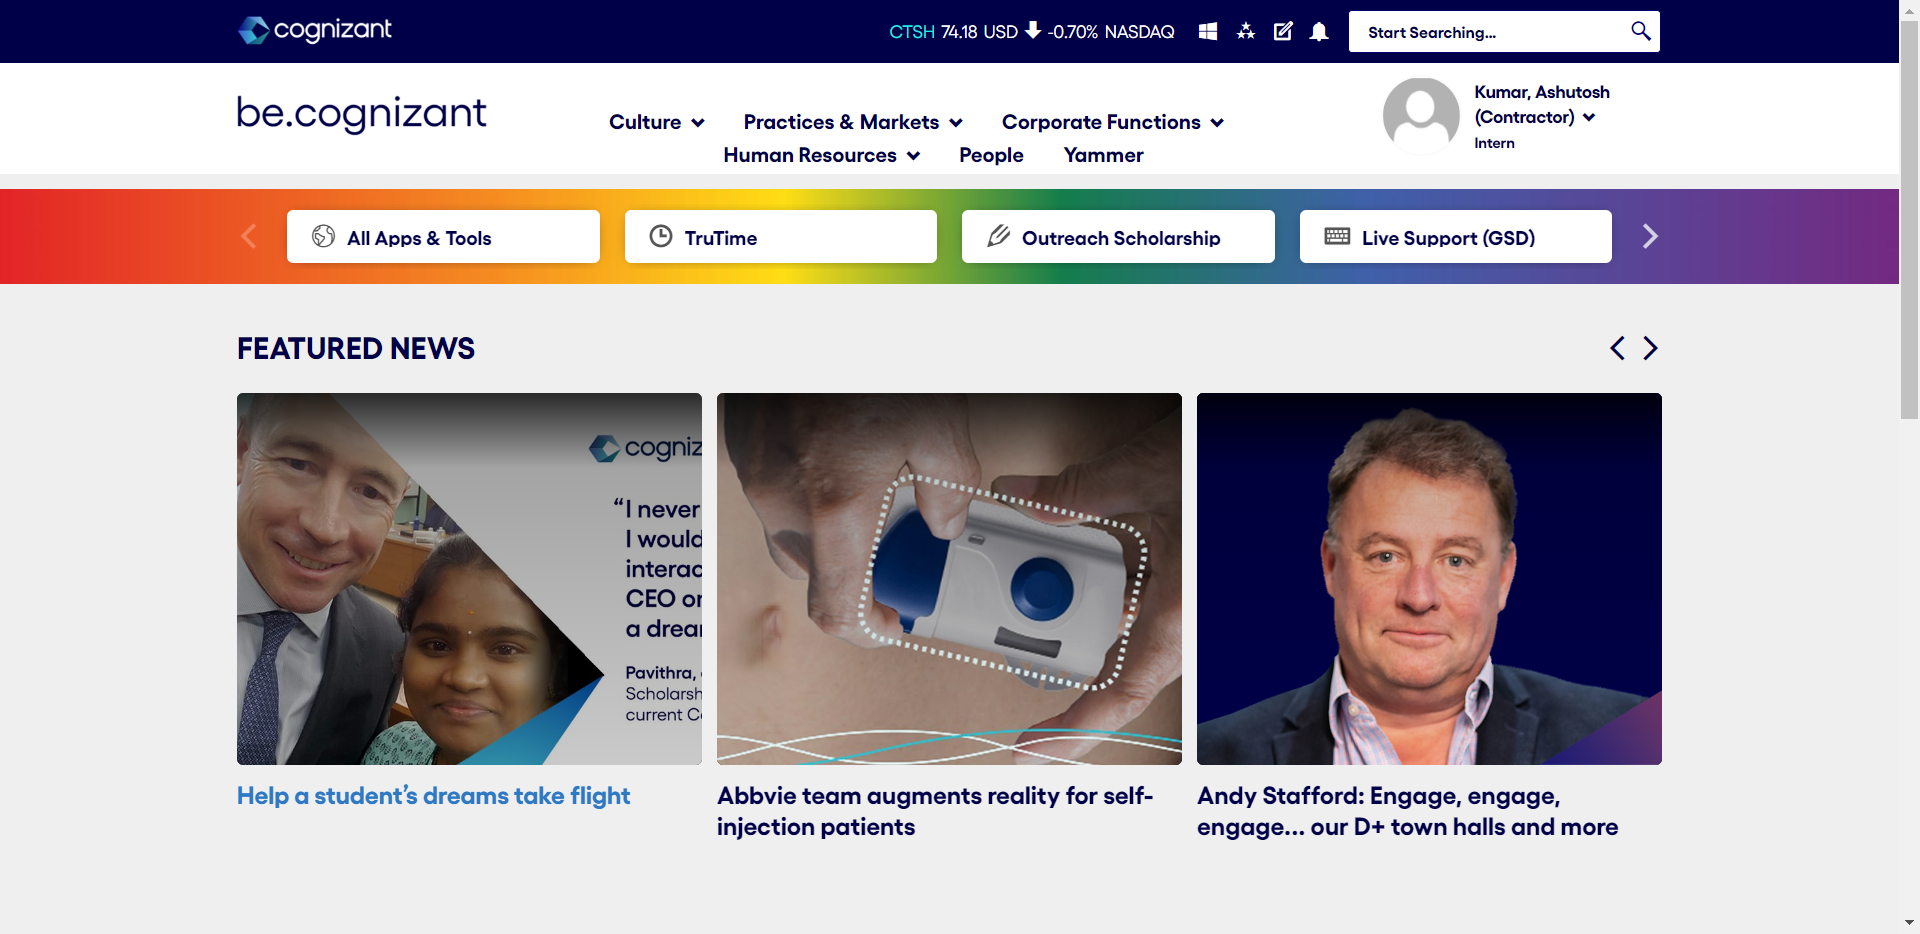 cognizant
CTSH 74.18 USD -0.70% NASDAQ
Start Searching...
be.cognizant
Culture
Practices & Markets
Corporate Functions
Human Resources
People
Yammer
Kumar, Ashutosh
(Contractor)
Intern
All Apps & Tools
TruTime
Outreach Scholarship
Live Support (GSD)
FEATURED NEWS
cogniz
“I never
I would
interac
CEO or
a drea
Pavithra,
Scholarsh
current C
Help a student’s dreams take flight
Abbvie team augments reality for self-
injection patients
Andy Stafford: Engage, engage,
engage... our D+ town halls and more